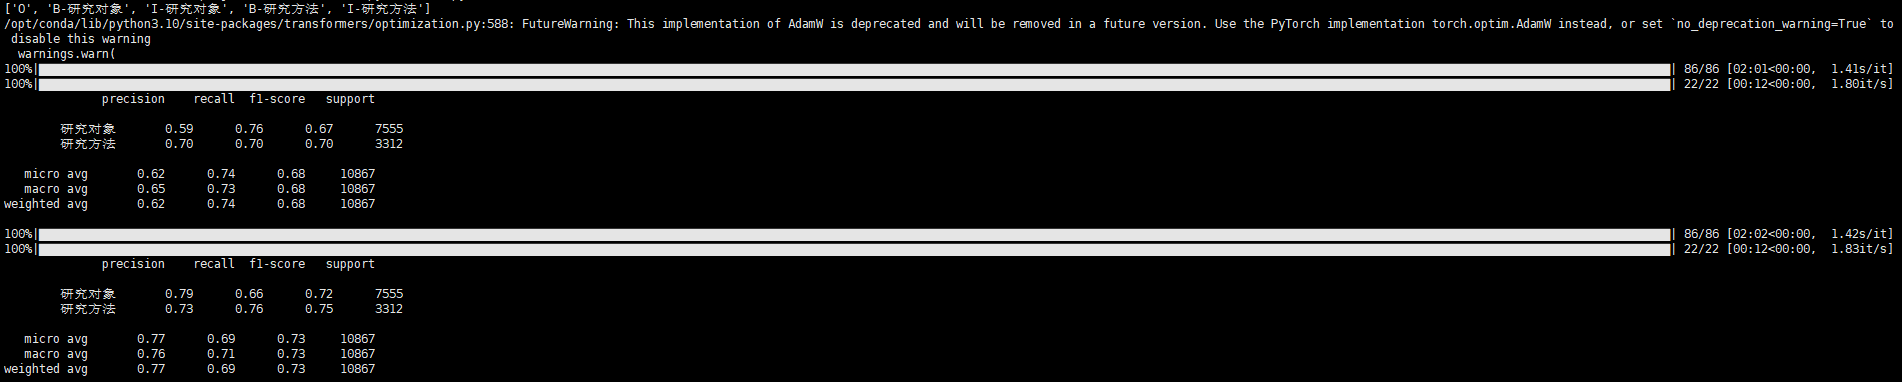 ['O', 'B-研究对象', 'I-研究对象', 'B-研究方法', 'I-研究方法']
/opt/conda/lib/python3.10/site-packages/transformers/optimization.py:588: FutureWarning: This implementation of AdamW is deprecated and will be removed in a future version. Use the PyTorch implementation torch.optim.AdamW instead, or set `no_deprecation_warning=True` to
 disable this warning
  warnings.warn(
100%| 86/86 [02:01<00:00,  1.41s/it]
100%| 22/22 [00:12<00:00,  1.80it/s]
              precision    recall  f1-score   support
        研究对象       0.59      0.76      0.67      7555
        研究方法       0.70      0.70      0.70      3312
   micro avg       0.62      0.74      0.68     10867
   macro avg       0.65      0.73      0.68     10867
weighted avg       0.62      0.74      0.68     10867
100%| 86/86 [02:02<00:00,  1.42s/it]
100%| 22/22 [00:12<00:00,  1.83it/s]
              precision    recall  f1-score   support
        研究对象       0.79      0.66      0.72      7555
        研究方法       0.73      0.76      0.75      3312
   micro avg       0.77      0.69      0.73     10867
   macro avg       0.76      0.71      0.73     10867
weighted avg       0.77      0.69      0.73     10867